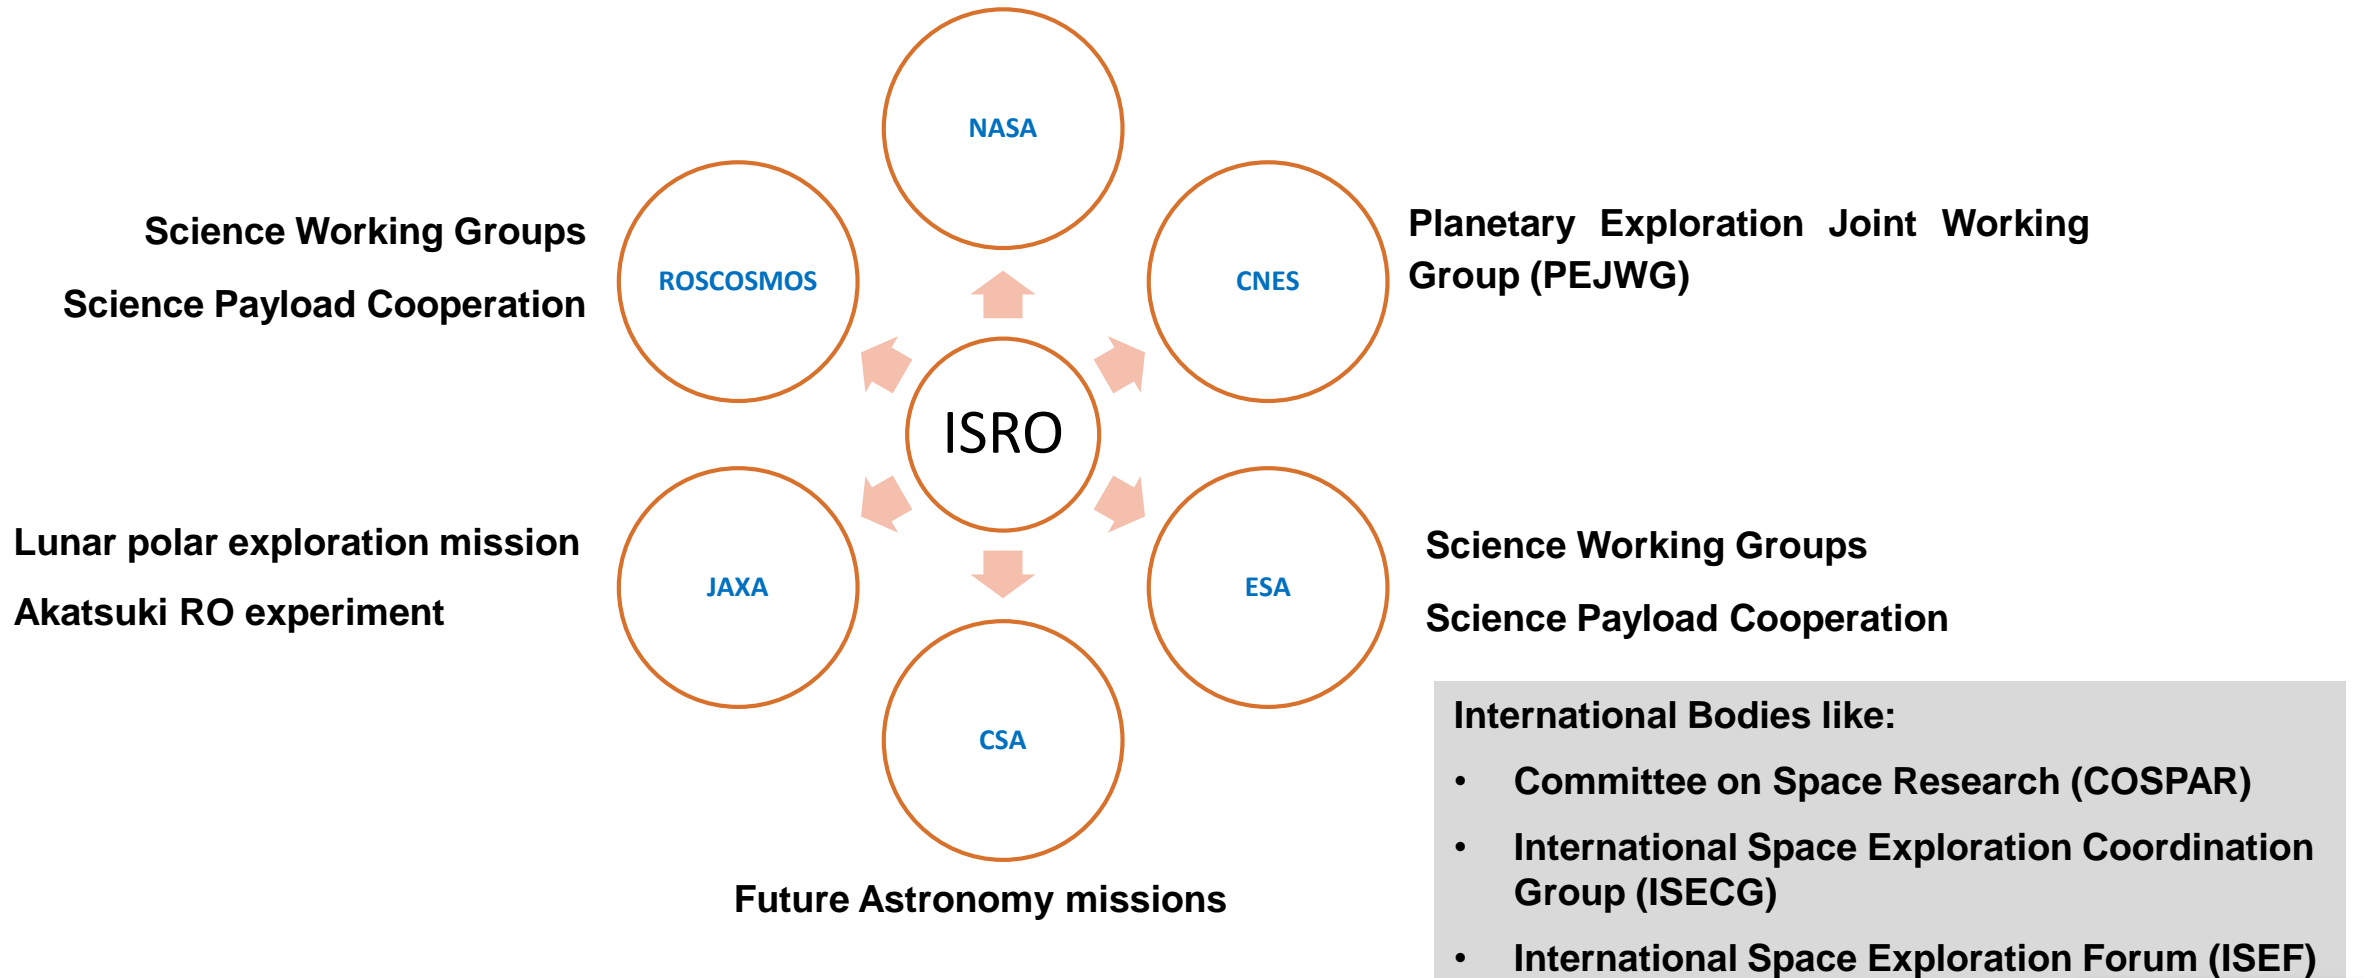 NASA
Science Working Groups
Science Payload Cooperation
ROSCOSMOS
CNES
Planetary Exploration Joint Working
Group (PEJWG)
ISRO
Lunar polar exploration mission
Akatsuki RO experiment
JAXA
ESA
Science Working Groups
Science Payload Cooperation
CSA
Future Astronomy missions
International Bodies like:
• Committee on Space Research (COSPAR)
• International Space Exploration Coordination
Group (ISECG)
• International Space Exploration Forum (ISEF)